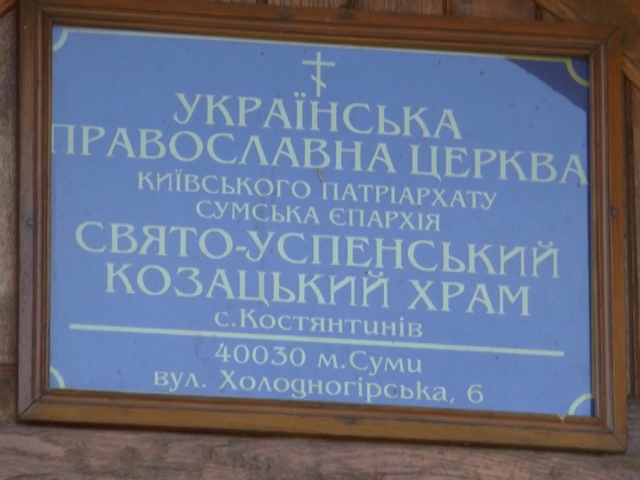 УКРАЇНСЬКА
ПРАВОСЛАВНА ЦЕРКВА
КИЇВСЬКОГО ПАТРІАРХАТУ
СУМСЬКА ЄПАРХІЯ
СВЯТО-УСПЕНСЬКИЙ
КОЗАЦЬКИЙ ХРАМ
с.Костянтинів
40030 м.Суми
вул. Холодногірська, 6